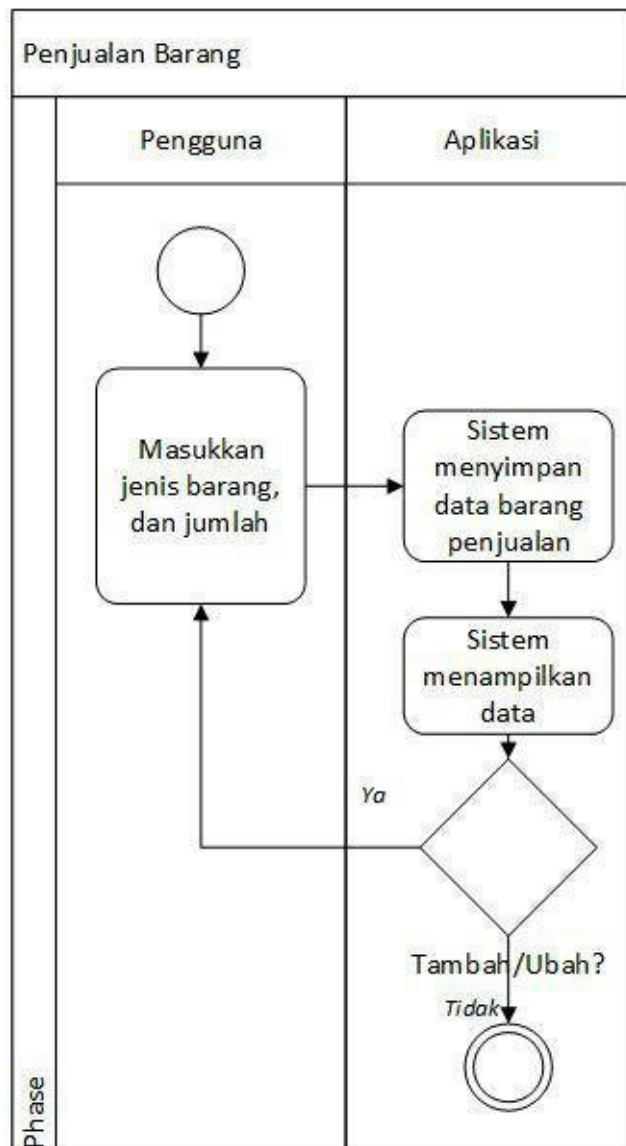 Penjualan Barang
Pengguna
Aplikasi
Masukkan
jenis barang,
dan jumlah
Sistem
menyimpan
data barang
penjualan
Sistem
menampilkan
data
Ya
Tambah/Ubah?
Tidak
Phase